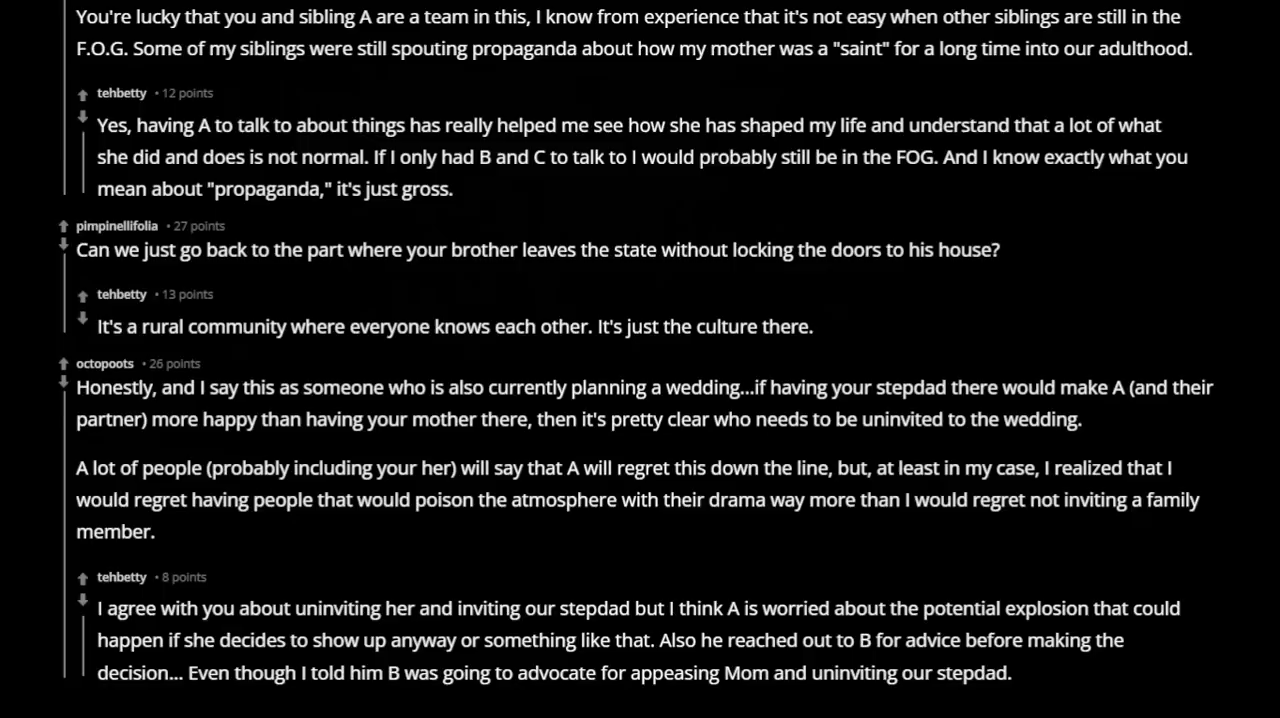 You're lucky that you and sibling A are a team in this, I know from experience that it's not easy when other siblings are still in the
F.O.G. Some of my siblings were still spouting propaganda about how my mother was a "saint" for a long time into our adulthood.
tehbetty • 12 points
Yes, having A to talk to about things has really helped me see how she has shaped my life and understand that a lot of what
she did and does is not normal. If I only had B and C to talk to I would probably still be in the FOG. And I know exactly what you
mean about "propaganda," it's just gross.
pimpinellifolia • 27 points
Can we just go back to the part where your brother leaves the state without locking the doors to his house?
tehbetty • 13 points
It's a rural community where everyone knows each other. It's just the culture there.
octopoots • 26 points
Honestly, and I say this as someone who is also currently planning a wedding...if having your stepdad there would make A (and their
partner) more happy than having your mother there, then it's pretty clear who needs to be uninvited to the wedding.
A lot of people (probably including your her) will say that A will regret this down the line, but, at least in my case, I realized that I
would regret having people that would poison the atmosphere with their drama way more than I would regret not inviting a family
member.
tehbetty • 8 points
I agree with you about uninviting her and inviting our stepdad but I think A is worried about the potential explosion that could
happen if she decides to show up anyway or something like that. Also he reached out to B for advice before making the
decision... Even though I told him B was going to advocate for appeasing Mom and uninviting our stepdad.